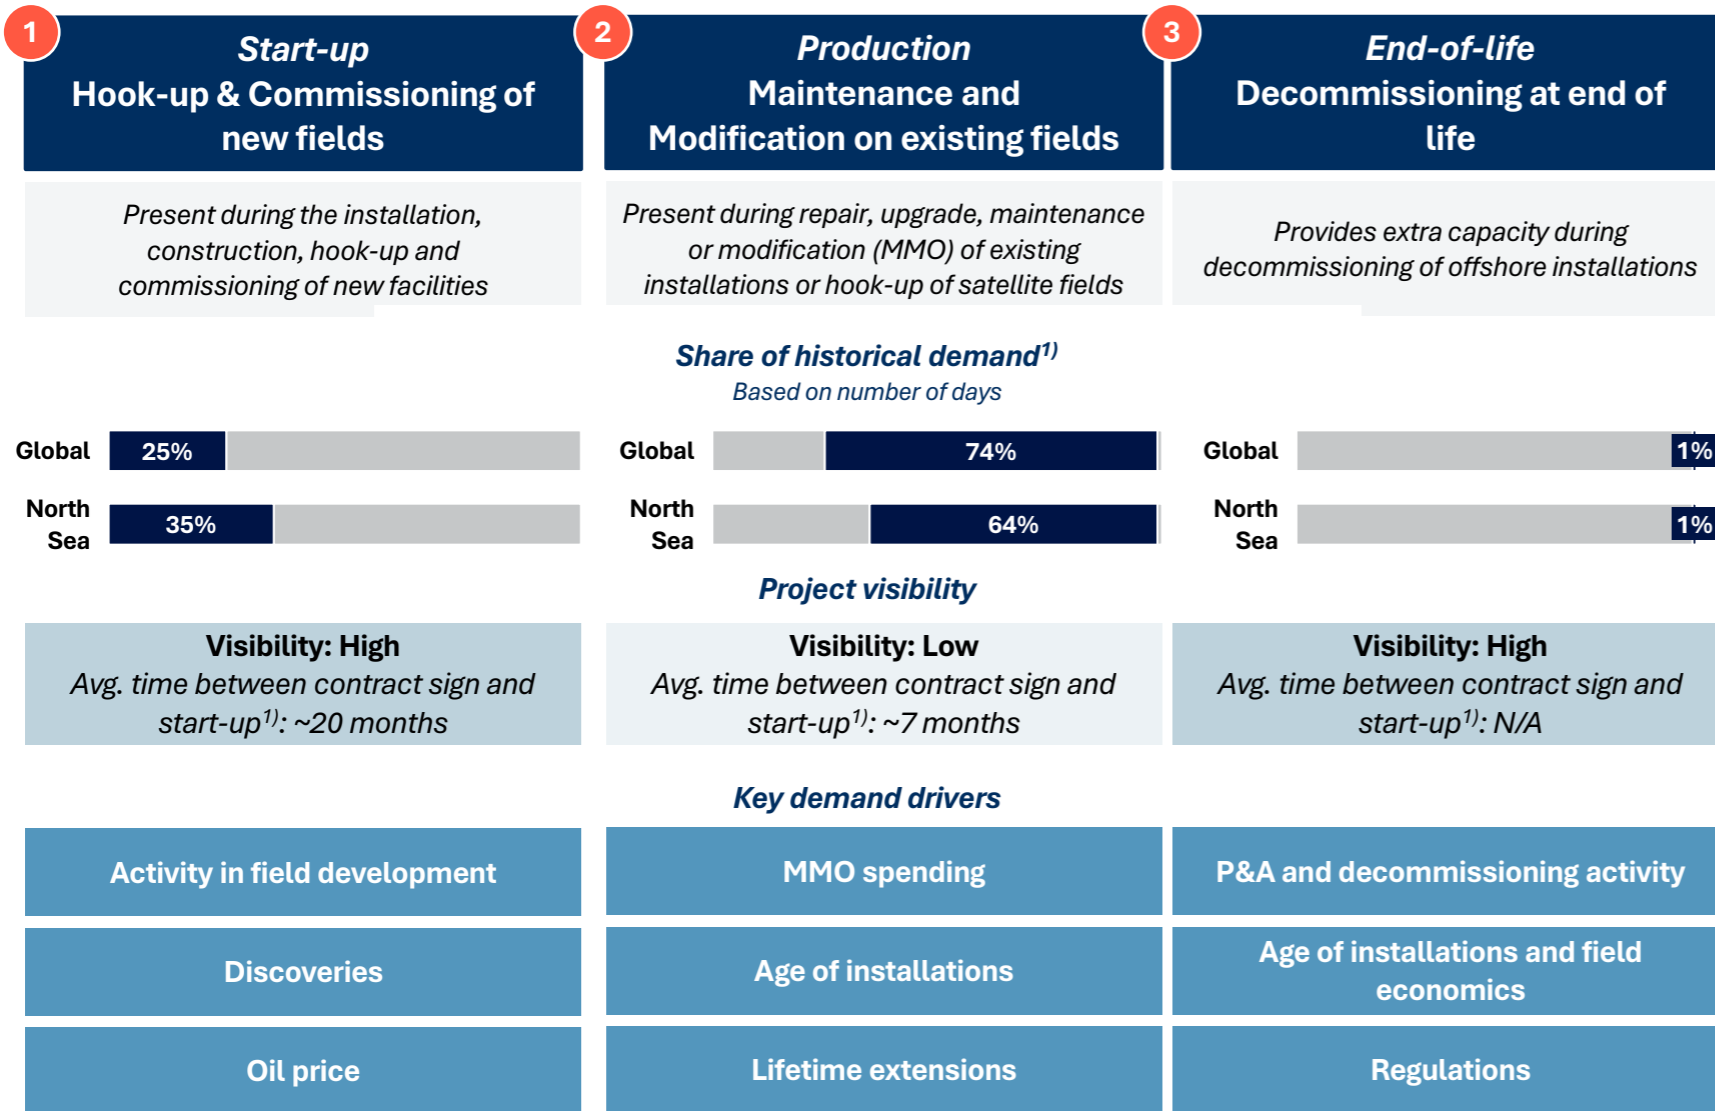 1
Start-up
Hook-up & Commissioning of
new fields
2
Production
Maintenance and
Modification on existing fields
3
End-of-life
Decommissioning at end of
life
Present during the installation,
construction, hook-up and
commissioning of new facilities
Present during repair, upgrade, maintenance
or modification (MMO) of existing
installations or hook-up of satellite fields
Provides extra capacity during
decommissioning of offshore installations
Share of historical demand1)
Based on number of days
Global
25%
Global
74%
Global
1%
North
Sea
35%
North
Sea
64%
North
Sea
1%
Project visibility
Visibility: High
Avg. time between contract sign and
start-up1): ~20 months
Visibility: Low
Avg. time between contract sign and
start-up1): ~7 months
Visibility: High
Avg. time between contract sign and
start-up1): N/A
Key demand drivers
Activity in field development
MMO spending
P&A and decommissioning activity
Discoveries
Age of installations
Age of installations and field
economics
Oil price
Lifetime extensions
Regulations